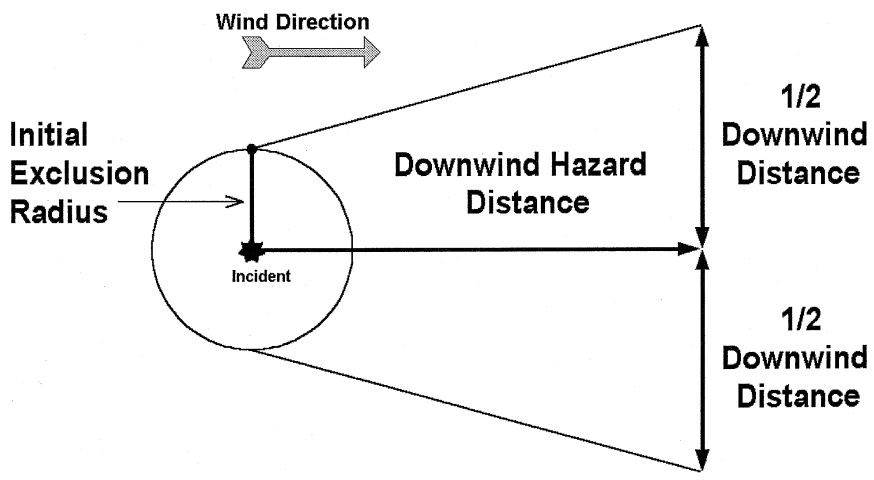 Wind Direction
Initial
Exclusion
Radius
Downwind Hazard
Distance
Incident
1/2
Downwind
Distance
1/2
Downwind
Distance